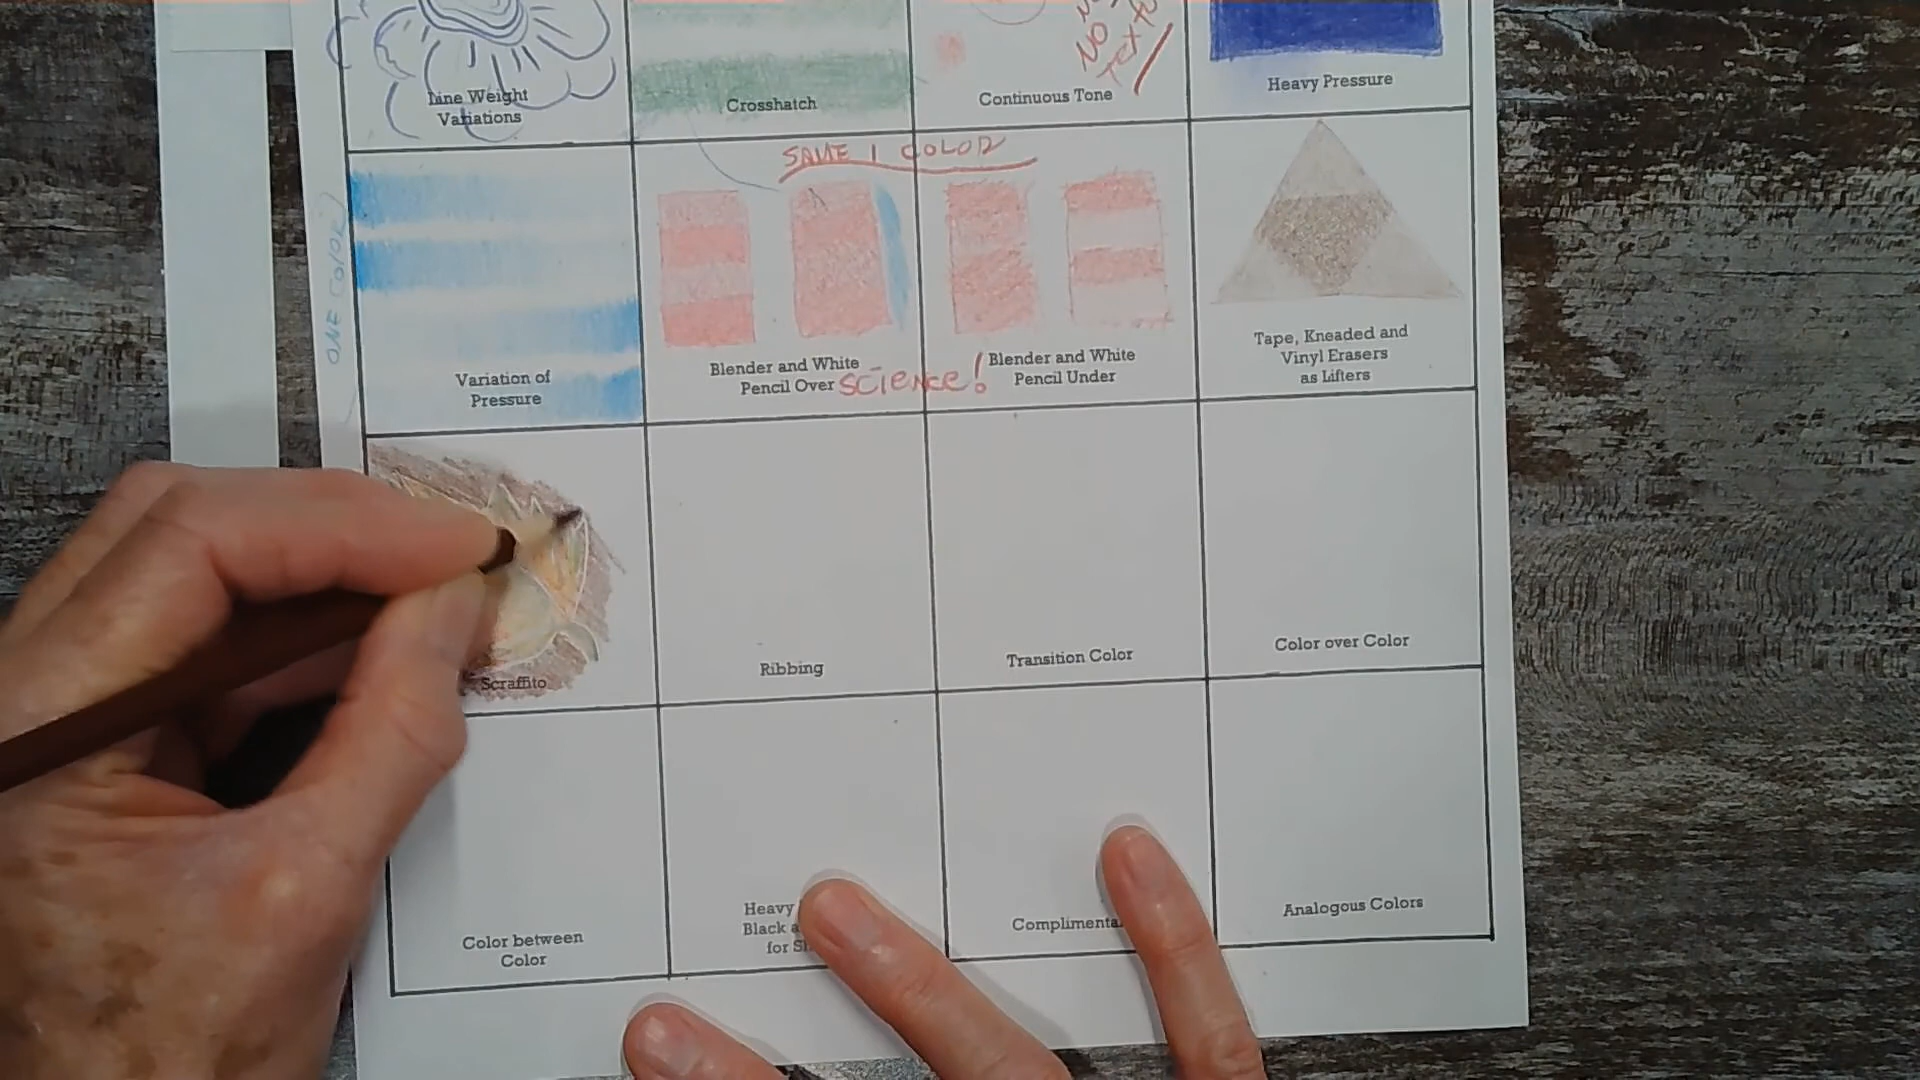 Line Weight
Variations
Crosshatch
NO
Continuous Tone
Heavy Pressure
ONE COLOR
SAME 1 COLOR
Variation of
Pressure
Blender and White
Pencil Over
science!
Blender and White
Pencil Under
Tape, Kneaded and
Vinyl Erasers
as Lifters
Scraffito
Ribbing
Transition Color
Color over Color
Color between
Color
Heavy
Black
for
Analogous Colors